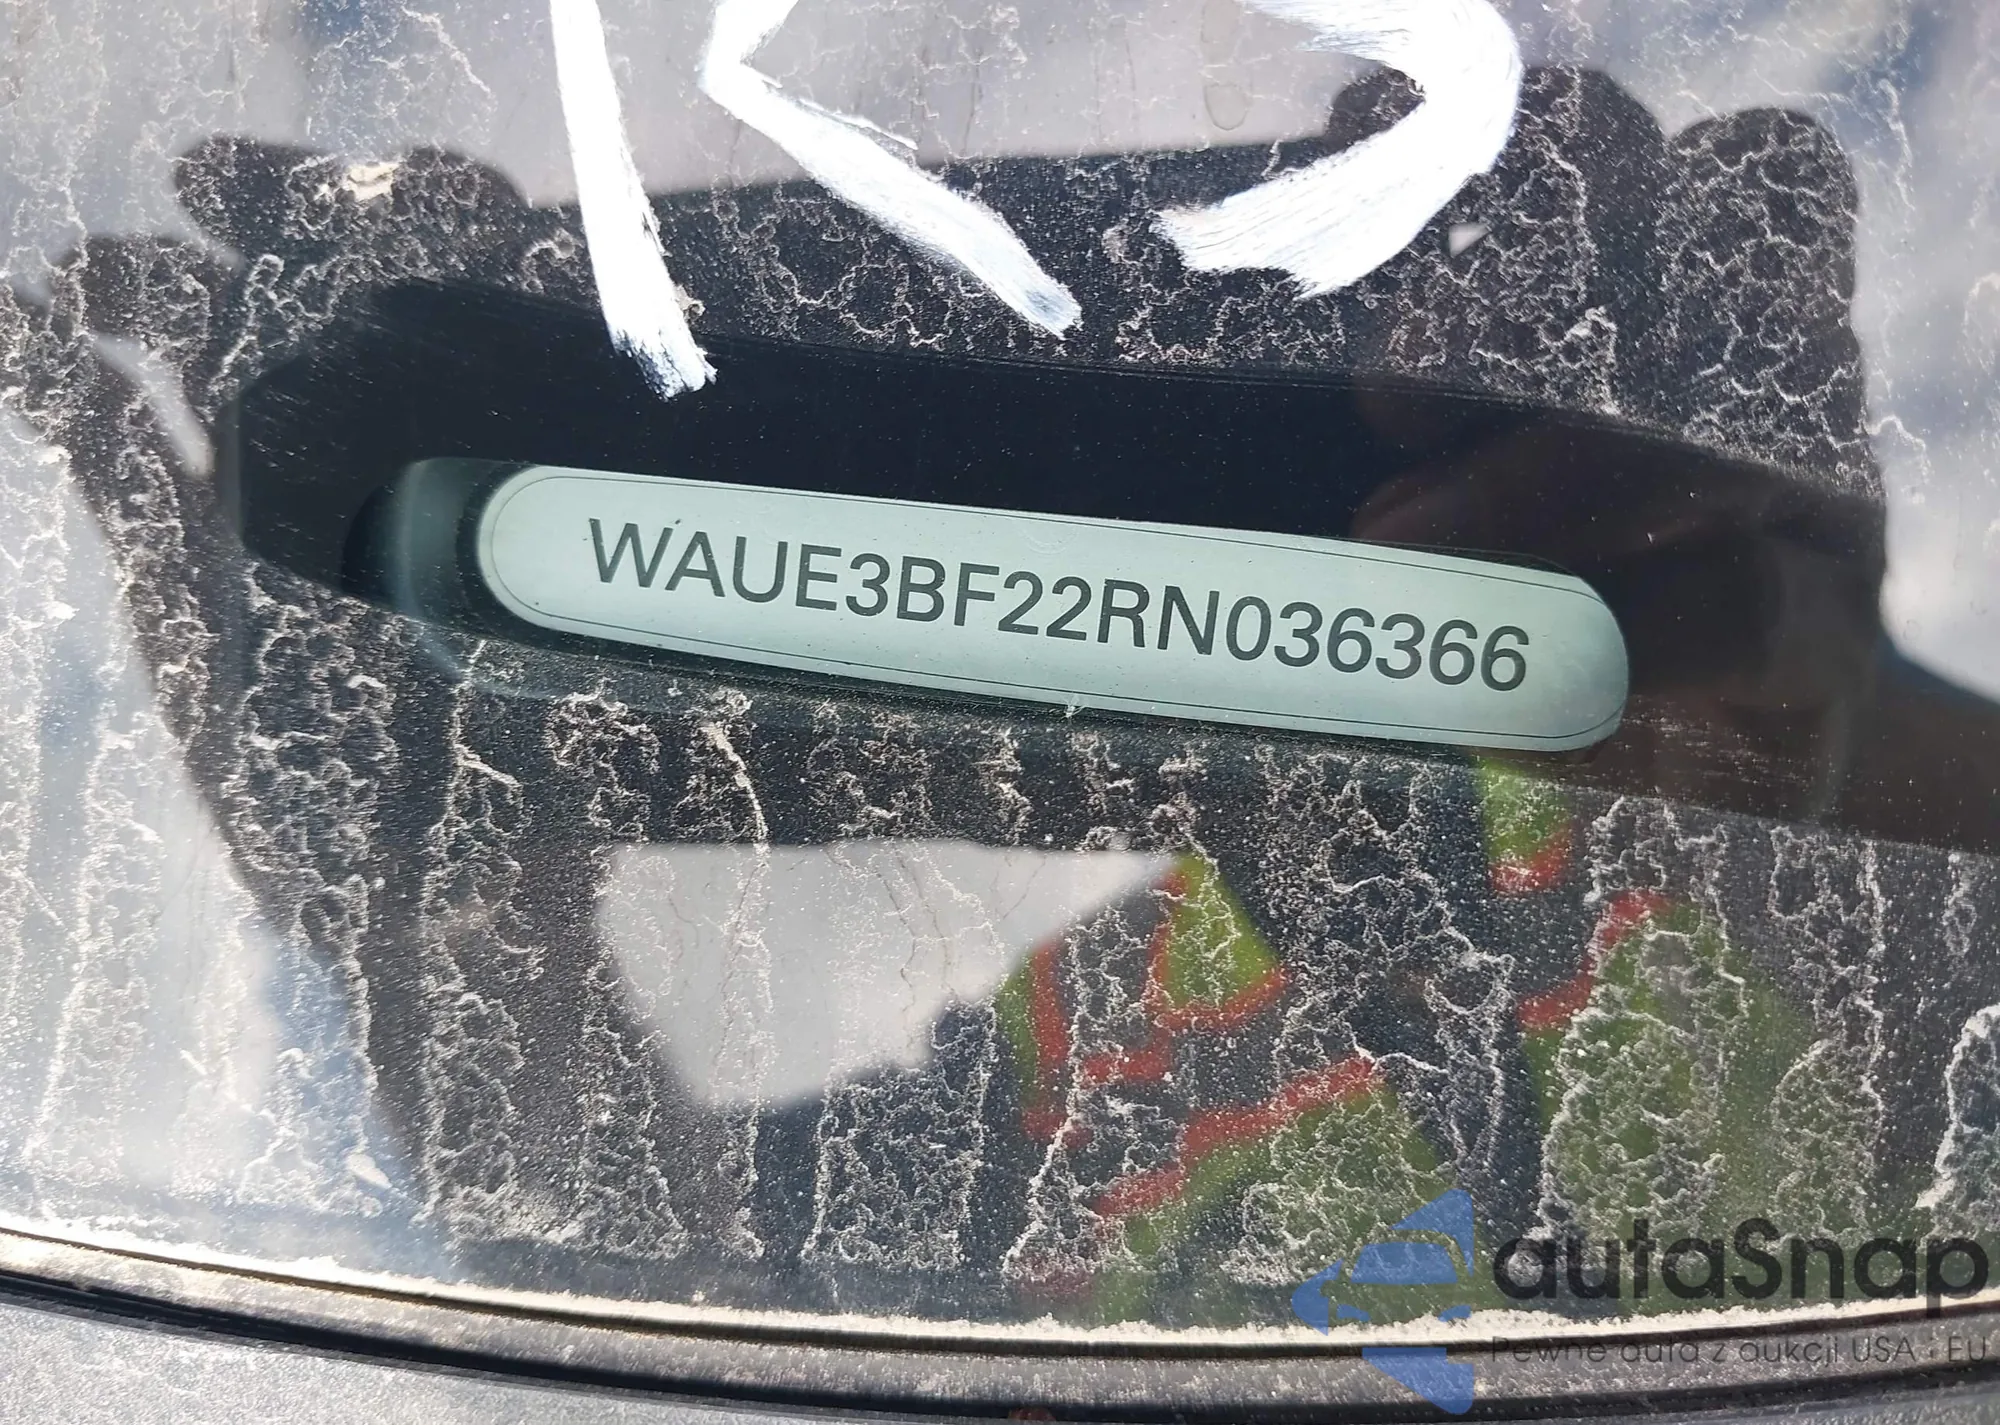 WAUE3BF22RN036366
autaSnap
Pewne auta z aukcji USA i EU